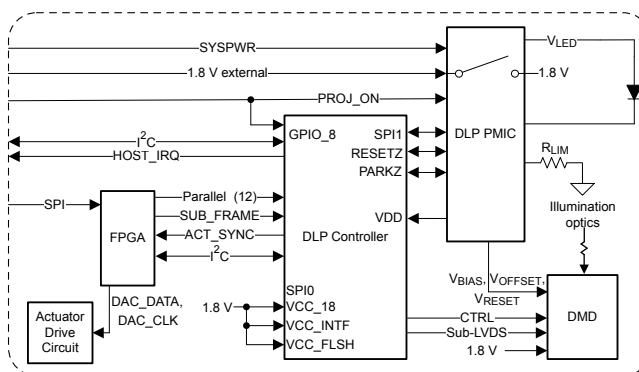 SYSPWR
VLED
1.8 V external
1.8 V
PROJ_ON
DLP PMIC
GPIO_8
SPI1
I2C
HOST_IRQ
RESETZ
PARKZ
RLIM
SPI
Parallel (12)
SUB_FRAME
ACT_SYNC
I2C
FPGA
DLP Controller
VDD
Illumination
optics
SPI0
DAC_DATA,
DAC_CLK
1.8 V
VCC_18
VCC_INTF
VCC_FLSH
VBIAS, VOFFSET,
VRESET
CTRL
Sub-LVDS
1.8 V
DMD
Actuator
Drive
Circuit